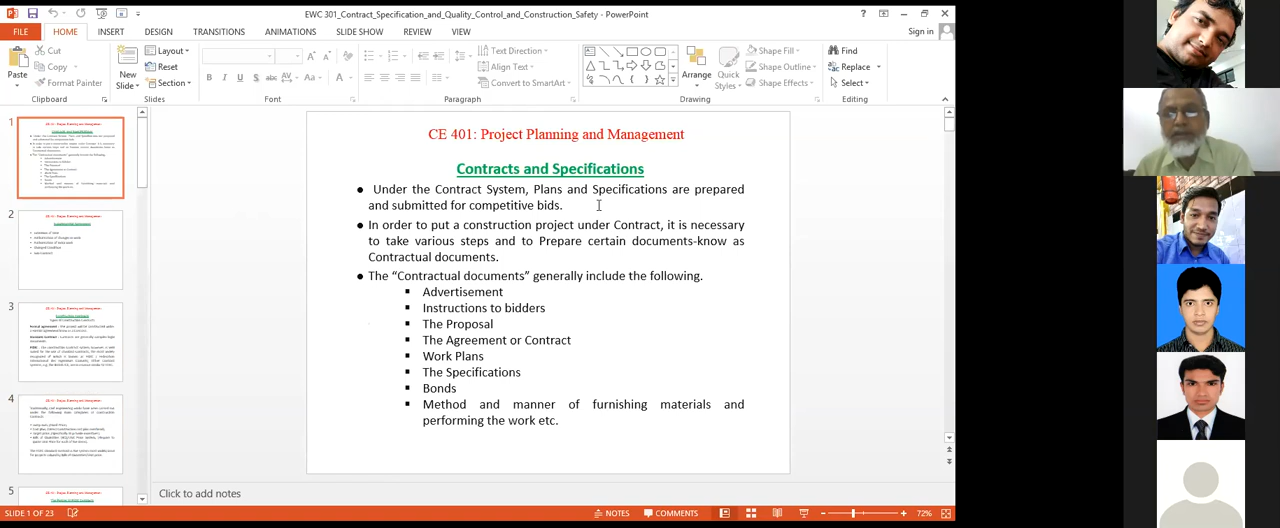 EWC 301_Contract_Specification_and_Quality_Control_and_Construction_Safety - PowerPoint
FILE HOME INSERT DESIGN TRANSITIONS ANIMATIONS SLIDE SHOW REVIEW VIEW Sign in
Paste
Cut
Copy
Format Painter
Clipboard
New Slide
Layout
Reset
Section
Slides
Font
Text Direction
Align Text
Convert to SmartArt
Paragraph
Arrange
Quick Styles
Shape Fill
Shape Outline
Shape Effects
Drawing
Find
Replace
Select
Editing
1
2
3
4
5
CE 401: Project Planning and Management
Contracts and Specifications
Under the Contract System, Plans and Specifications are prepared
and submitted for competitive bids.
In order to put a construction project under Contract, it is necessary
to take various steps and to Prepare certain documents-know as
Contractual documents.
The “Contractual documents” generally include the following.
Advertisement
Instructions to bidders
The Proposal
The Agreement or Contract
Work Plans
The Specifications
Bonds
Method and manner of furnishing materials and
performing the work etc.
Click to add notes
SLIDE 1 OF 23 NOTES COMMENTS 72%